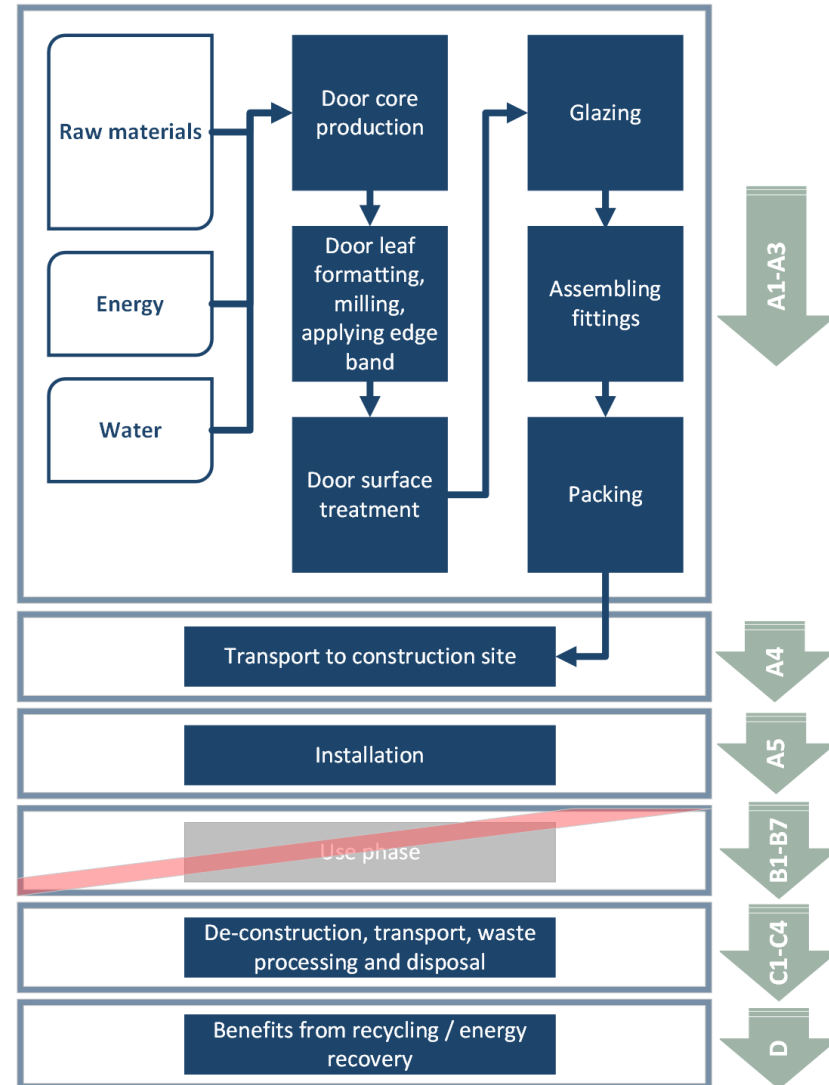 Raw materials
Energy
Water
Door core
production
Door leaf
formatting,
milling,
applying edge
band
Door surface
treatment
Glazing
Assembling
fittings
Packing
A1-A3
Transport to construction site
A4
Installation
A5
Use phase
B1-B7
De-construction, transport, waste
processing and disposal
C1-C4
Benefits from recycling / energy
recovery
D